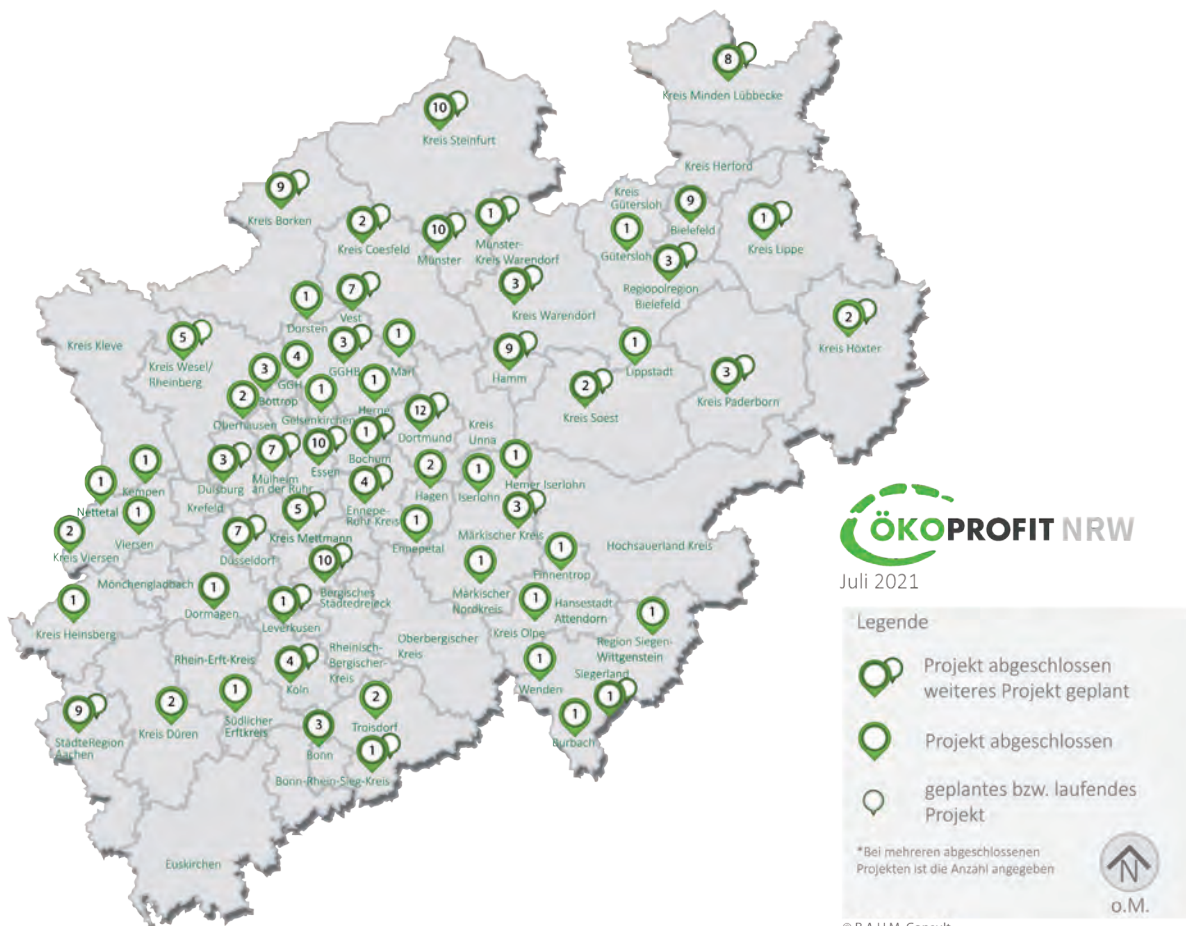 8
Kreis Minden Lübbecke
10
Kreis Steinfurt
Kreis Herford
9
Kreis Borken
2
Kreis Coesfeld
10
Münster
1
Münster-
Kreis Warendorf
Kreis
Gütersloh
1
Gütersloh
9
Bielefeld
1
Kreis Lippe
3
Regiopolregion
Bielefeld
3
Kreis Warendorf
1
Dorsten
7
Vest
2
Kreis Höxter
Kreis Kleve
5
Kreis Wesel/
Rheinberg
3
Bottrop
4
GGH
3
GGHB
1
Marl
9
Hamm
1
Lippstadt
2
Kreis Soest
3
Kreis Paderborn
2
Oberhausen
1
Gelsenkirchen
1
Herne
12
Dortmund
Kreis
Unna
1
Kempen
1
Nettetal
3
Duisburg
7
Mülheim
an der Ruhr
10
Essen
1
Bochum
2
Hagen
1
Iserlohn
1
Hemer Iserlohn
Krefeld
4
Ennepe-
Ruhr-Kreis
2
Kreis Viersen
1
Viersen
7
Düsseldorf
5
Kreis Mettmann
1
Ennepetal
3
Märkischer Kreis
Hochsauerland Kreis
Mönchengladbach
10
Bergisches
Städtedreieck
1
Märkischer
Nordkreis
1
Finnentrop
1
Kreis Heinsberg
1
Dormagen
1
Leverkusen
1
Hansestadt
Attendorn
Kreis Olpe
1
Region Siegen-
Wittgenstein
Rhein-Erft-Kreis
4
Köln
Rheinisch-
Bergischer-
Kreis
Oberbergischer
Kreis
1
Wenden
Siegerland
1
9
StädteRegion
Aachen
2
Kreis Düren
1
Südlicher
Erftkreis
3
Bonn
2
Troisdorf
1
Bonn-Rhein-Sieg-Kreis
1
Burbach
Euskirchen
ÖKOPROFIT NRW
Juli 2021
Legende
Projekt abgeschlossen
weiteres Projekt geplant
Projekt abgeschlossen
geplantes bzw. laufendes
Projekt
*Bei mehreren abgeschlossenen
Projekten ist die Anzahl angegeben
N
o.M.
© B.A.U.M. Consult